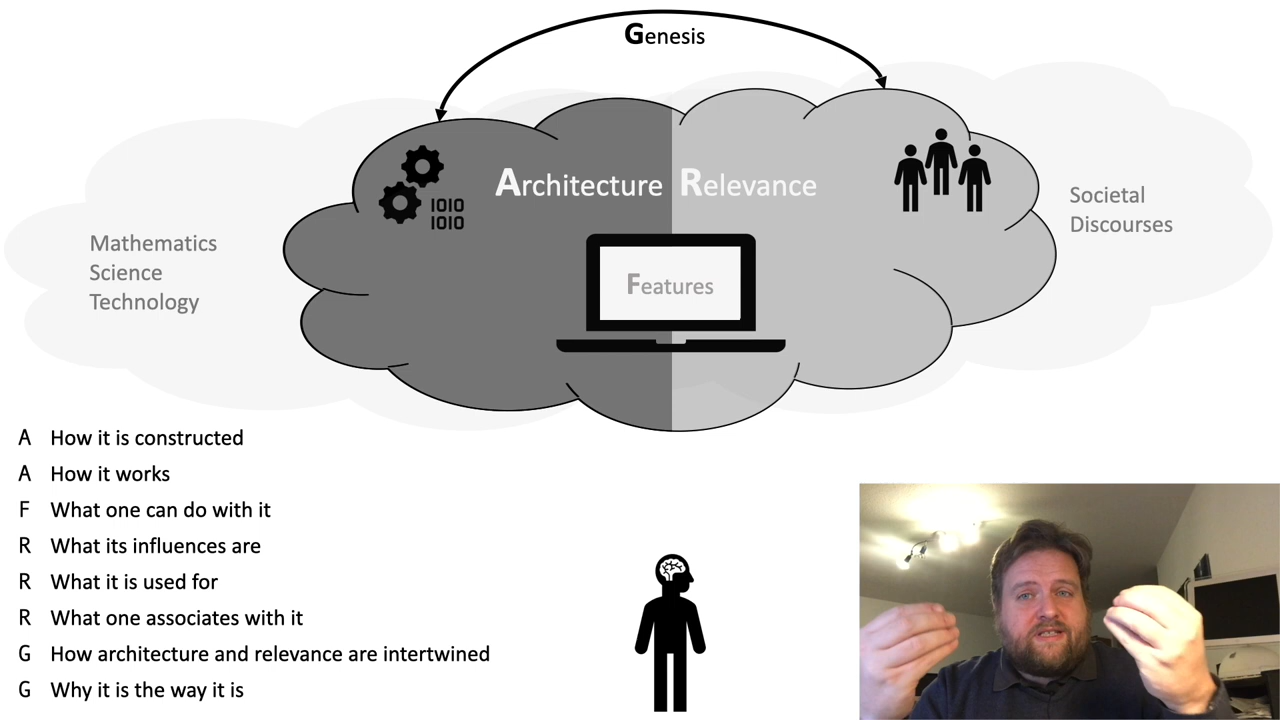 Genesis
Architecture Relevance
1010
1010
Societal
Discourses
Mathematics
Science
Technology
Features
A How it is constructed
A How it works
F What one can do with it
R What its influences are
R What it is used for
R What one associates with it
G How architecture and relevance are intertwined
G Why it is the way it is